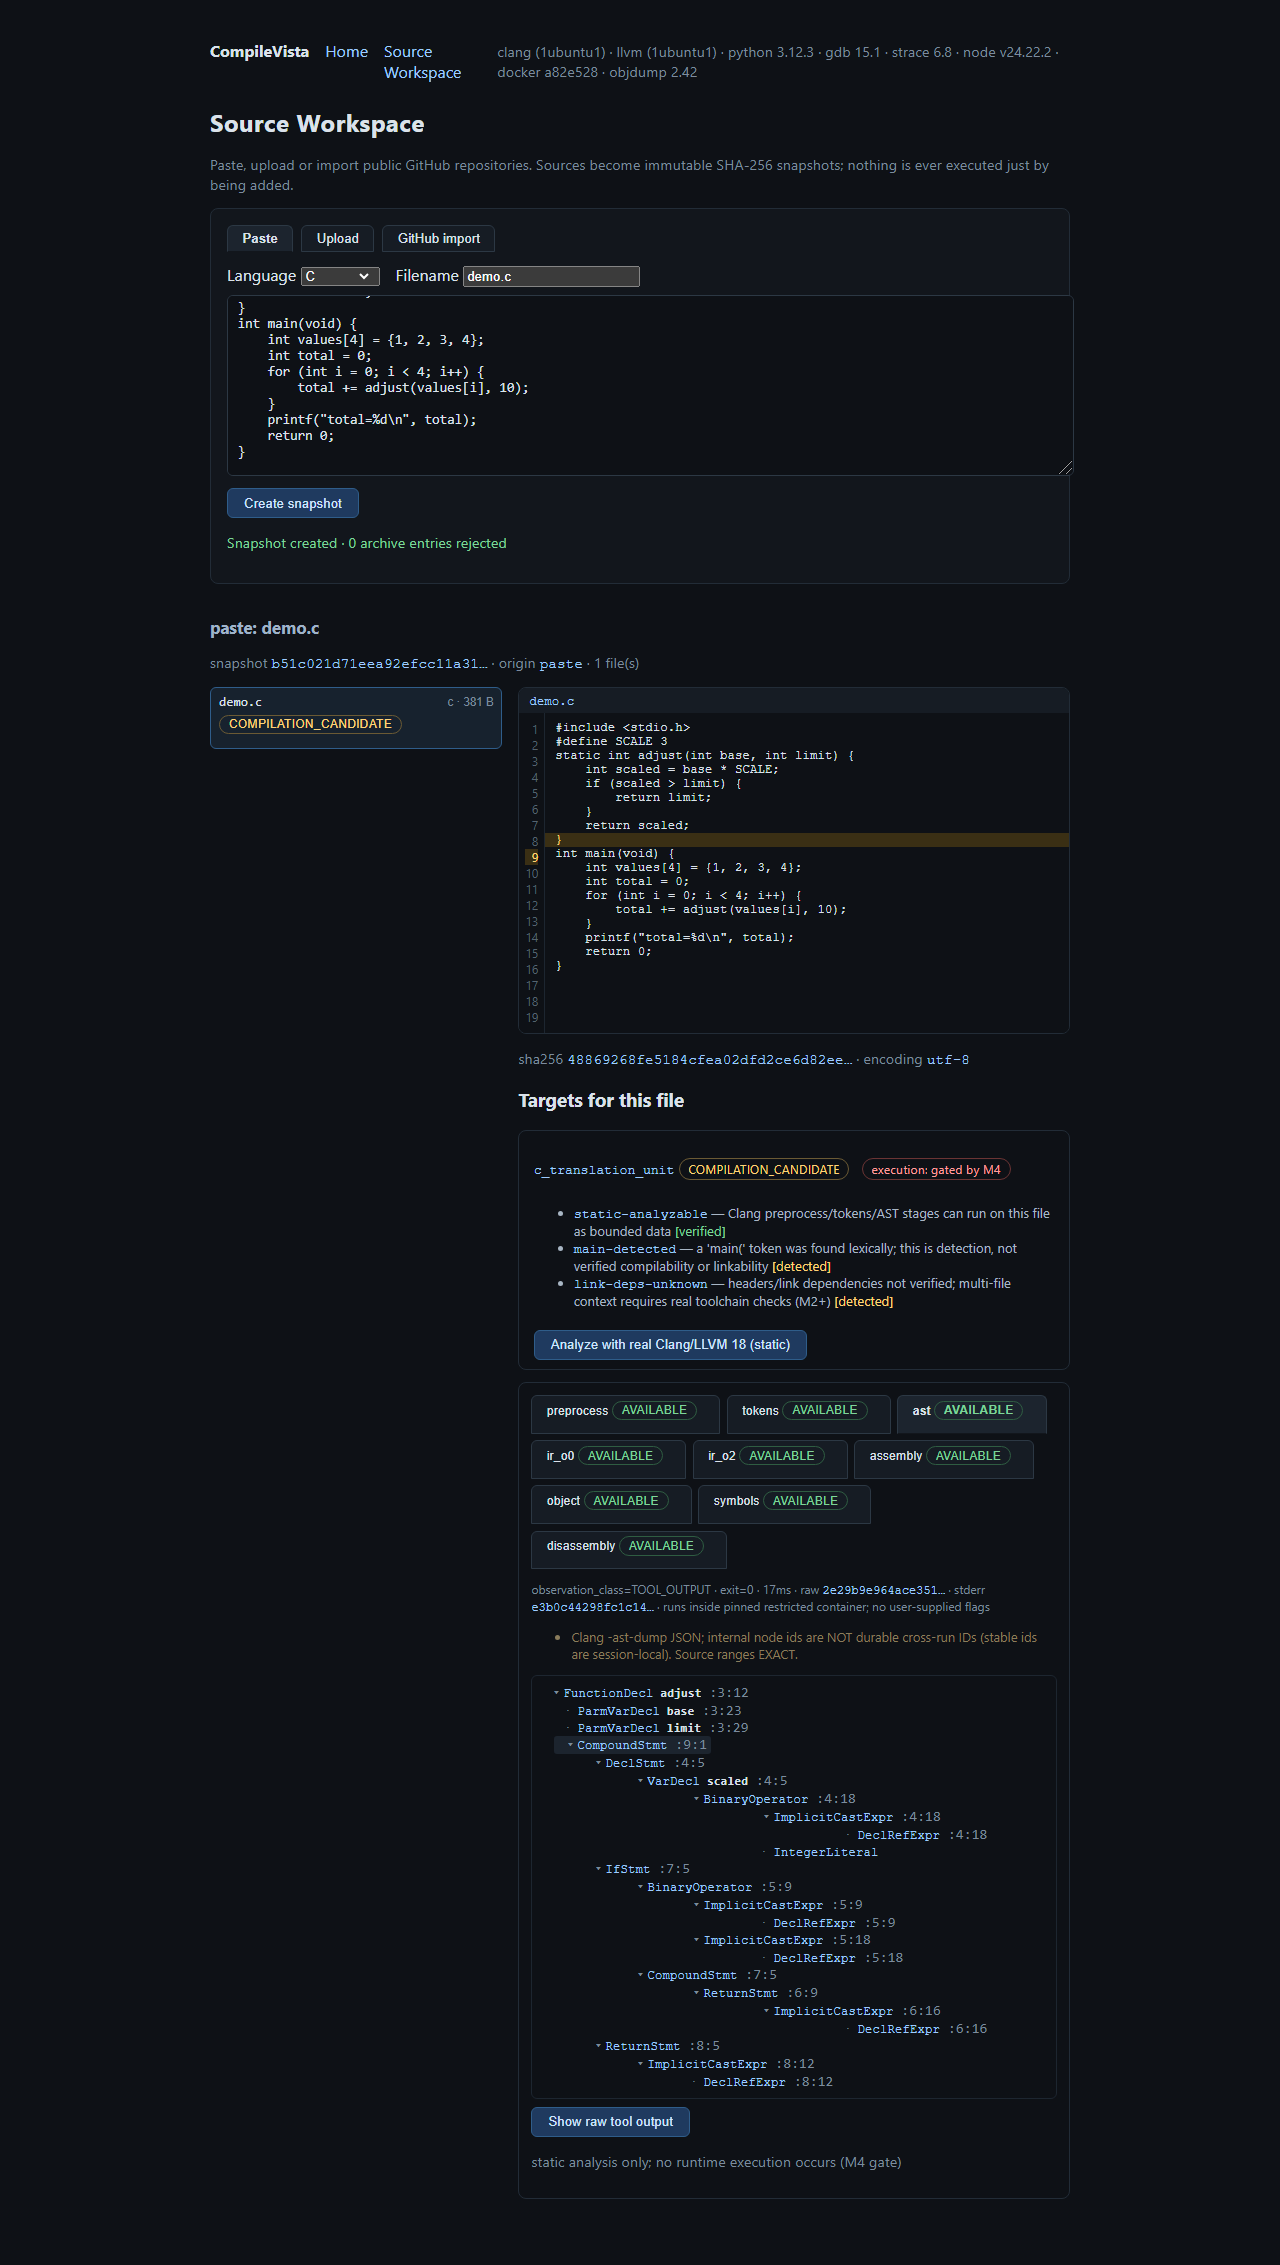 CompileVista Home Source Workspace
clang (1ubuntu1) · llvm (1ubuntu1) · python 3.12.3 · gdb 15.1 · strace 6.8 · node v24.22.2 ·
docker a82e528 · objdump 2.42
Source Workspace
Paste, upload or import public GitHub repositories. Sources become immutable SHA-256 snapshots; nothing is ever executed just by
being added.
Paste Upload GitHub import
Language C Filename demo.c
}
int main(void) {
    int values[4] = {1, 2, 3, 4};
    int total = 0;
    for (int i = 0; i < 4; i++) {
        total += adjust(values[i], 10);
    }
    printf("total=%d\n", total);
    return 0;
}
Create snapshot
Snapshot created · 0 archive entries rejected
paste: demo.c
snapshot b51c021d71eea92efcc11a31… · origin paste · 1 file(s)
demo.c c · 381 B
COMPILATION_CANDIDATE
demo.c
1 #include <stdio.h>
2 #define SCALE 3
3 static int adjust(int base, int limit) {
4     int scaled = base * SCALE;
5     if (scaled > limit) {
6         return limit;
7     }
8     return scaled;
9 }
10 int main(void) {
11     int values[4] = {1, 2, 3, 4};
12     int total = 0;
13     for (int i = 0; i < 4; i++) {
14         total += adjust(values[i], 10);
15     }
16     printf("total=%d\n", total);
17     return 0;
18 }
19
sha256 48869268fe5184cfea02dfd2ce6d82ee… · encoding utf-8
Targets for this file
c_translation_unit COMPILATION_CANDIDATE execution: gated by M4
• static-analyzable — Clang preprocess/tokens/AST stages can run on this file
as bounded data [verified]
• main-detected — a 'main(' token was found lexically; this is detection, not
verified compilability or linkability [detected]
• link-deps-unknown — headers/link dependencies not verified; multi-file
context requires real toolchain checks (M2+) [detected]
Analyze with real Clang/LLVM 18 (static)
preprocess AVAILABLE tokens AVAILABLE ast AVAILABLE
ir_o0 AVAILABLE ir_o2 AVAILABLE assembly AVAILABLE
object AVAILABLE symbols AVAILABLE
disassembly AVAILABLE
observation_class=TOOL_OUTPUT · exit=0 · 17ms · raw 2e29b9e964ace351… · stderr
e3b0c44298fc1c14… · runs inside pinned restricted container; no user-supplied flags
• Clang -ast-dump JSON; internal node ids are NOT durable cross-run IDs (stable ids
are session-local). Source ranges EXACT.
▾ FunctionDecl adjust :3:12
· ParmVarDecl base :3:23
· ParmVarDecl limit :3:29
▾ CompoundStmt :9:1
▾ DeclStmt :4:5
▾ VarDecl scaled :4:5
▾ BinaryOperator :4:18
▾ ImplicitCastExpr :4:18
· DeclRefExpr :4:18
· IntegerLiteral
▾ IfStmt :7:5
▾ BinaryOperator :5:9
▾ ImplicitCastExpr :5:9
· DeclRefExpr :5:9
▾ ImplicitCastExpr :5:18
· DeclRefExpr :5:18
▾ CompoundStmt :7:5
▾ ReturnStmt :6:9
▾ ImplicitCastExpr :6:16
· DeclRefExpr :6:16
▾ ReturnStmt :8:5
▾ ImplicitCastExpr :8:12
· DeclRefExpr :8:12
Show raw tool output
static analysis only; no runtime execution occurs (M4 gate)